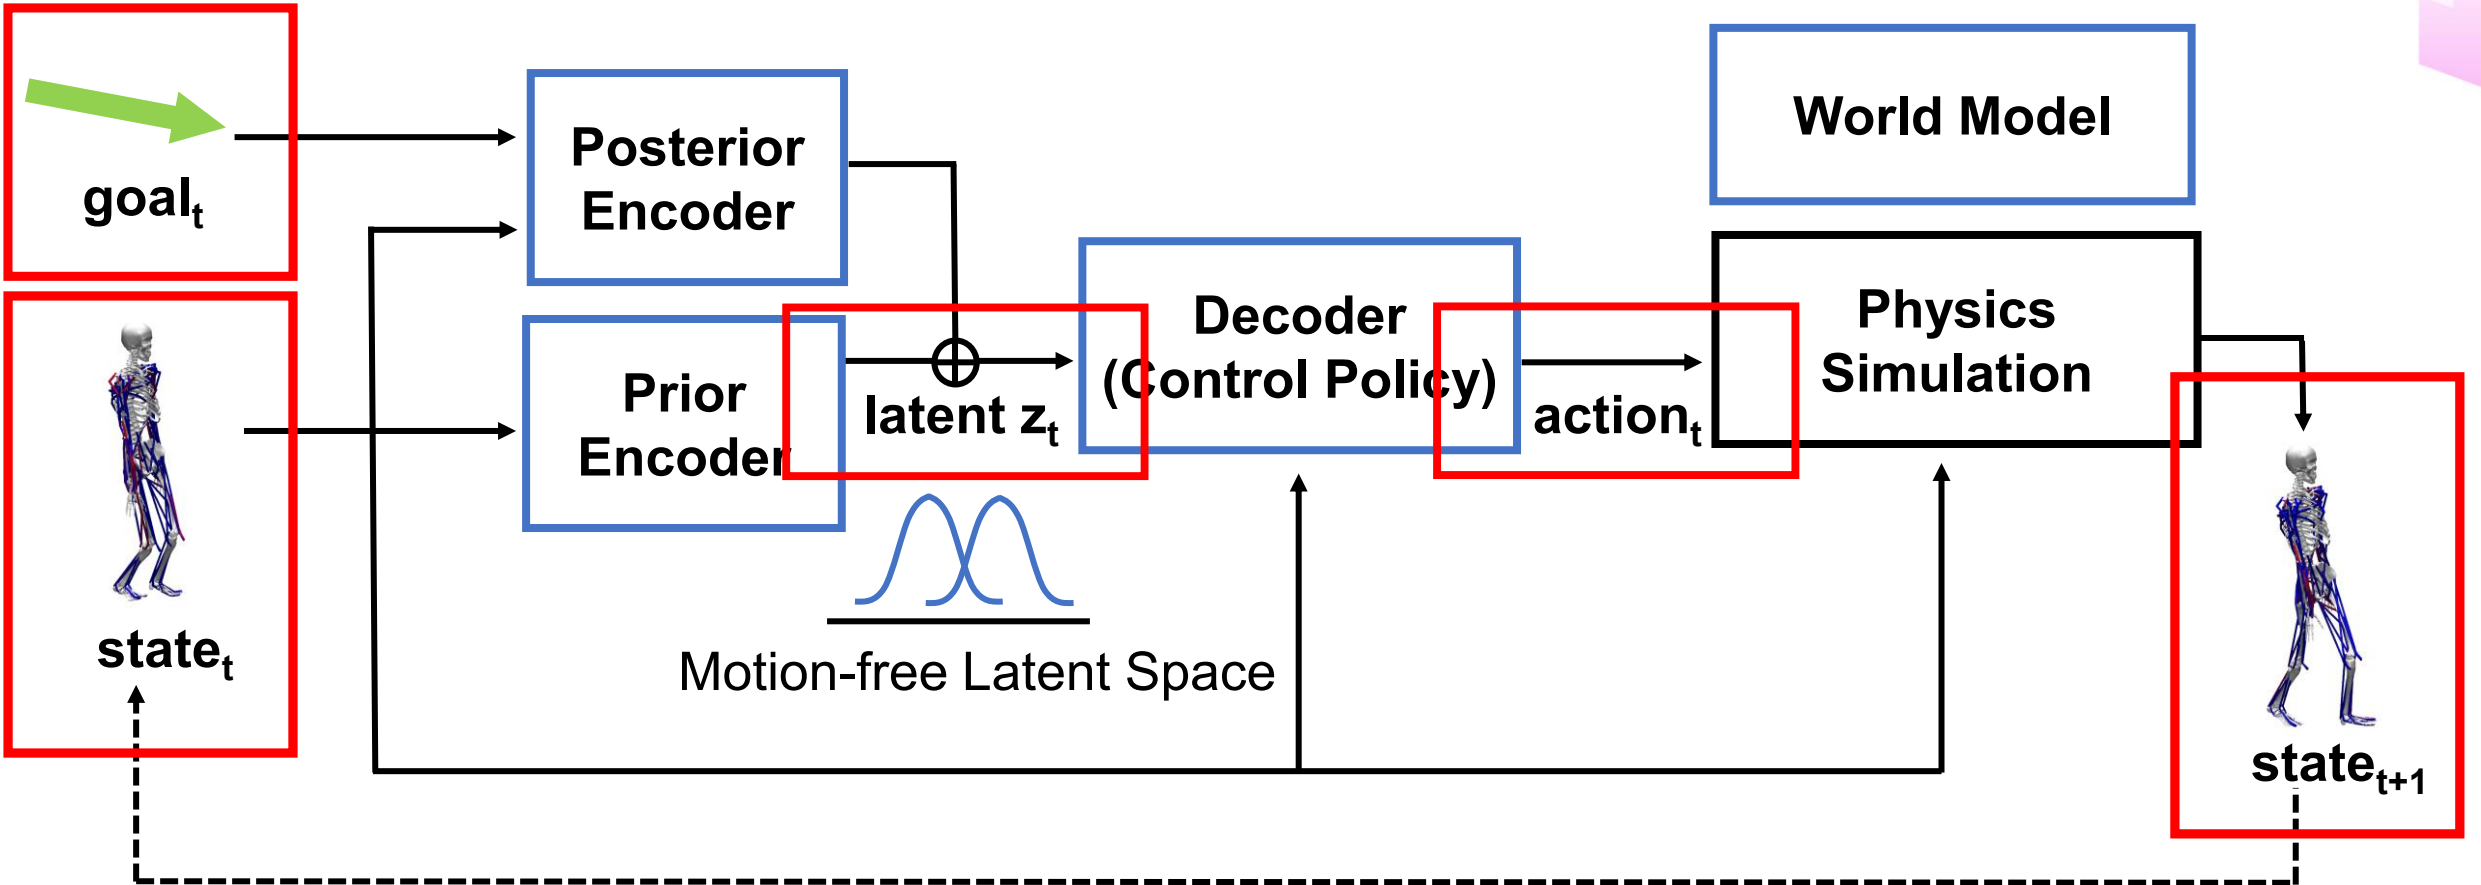 goalt
statet
Posterior
Encoder
Prior
Encoder
latent zt
Motion-free Latent Space
Decoder
(Control Policy)
actiont
World Model
Physics
Simulation
statet+1